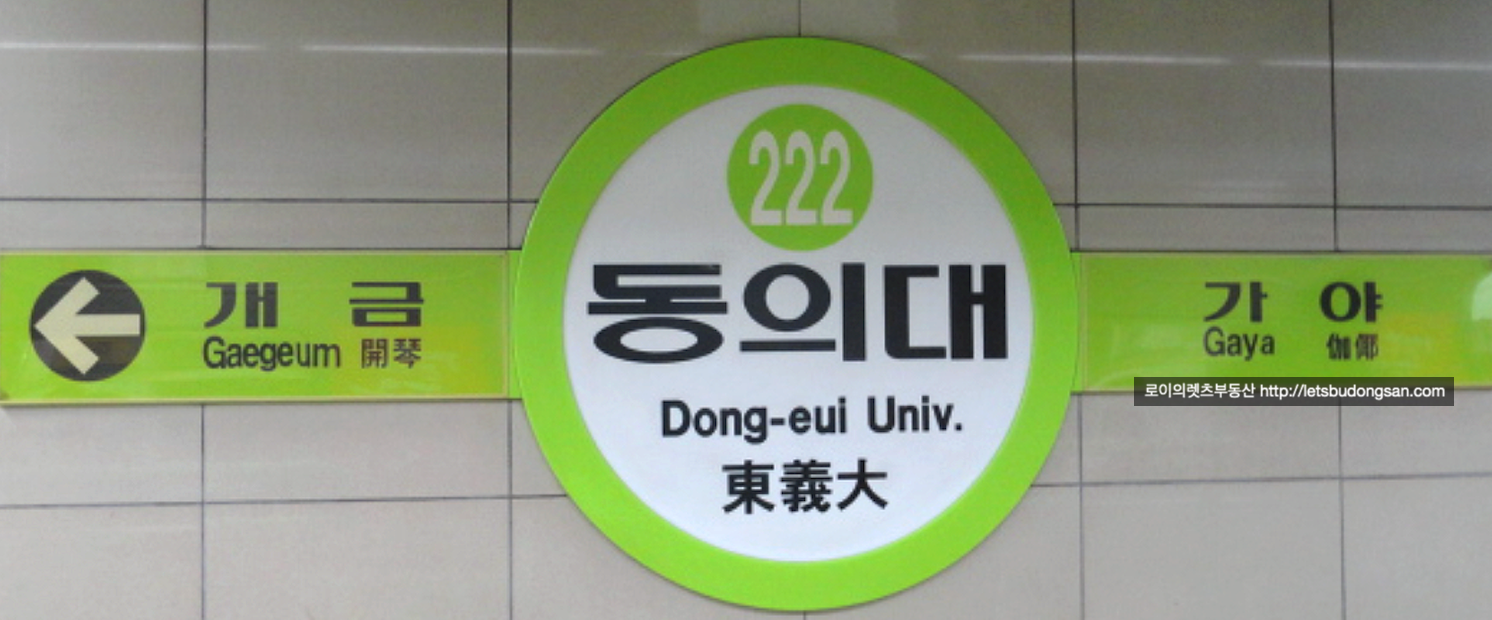 222
개금
Gaegeum 開琴
동의대
Dong-eui Univ.
東義大
가야
Gaya 伽倻
로이의렛츠부동산 http://letsbudongsan.com